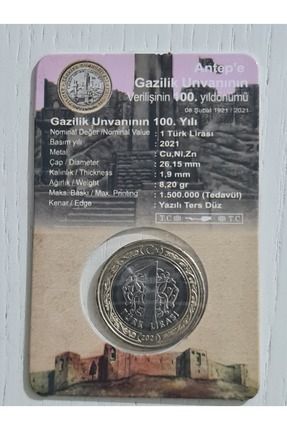 Antep'e
Gazilik Unvanının
Verilişinin 100. yıldönümü
08 Şubat 1921 / 2021
Gazilik Unvanının 100. Yılı
Nominal Değer /Nominal Value : 1 Türk Lirası
Basım yılı : 2021
Metal : Cu,Ni,Zn
Çap / Diameter : 26,15 mm
Kalınlık / Thickness : 1,9 mm
Ağırlık / Weight : 8,20 gr
Maks. Baskı / Max. Printing : 1.500.000 (Tedavül)
Kenar / Edge : Yazılı Ters Düz
T.C T.C
TÜRK LİRASI
2021